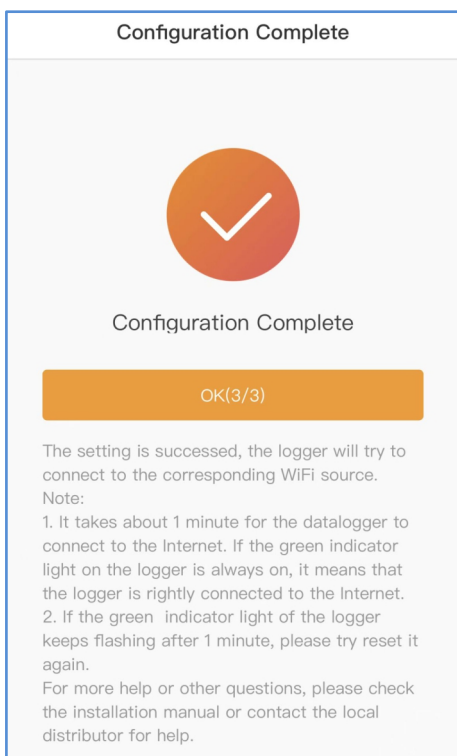 Configuration Complete
Configuration Complete
OK(3/3)
The setting is successed, the logger will try to
connect to the corresponding WiFi source.
Note:
1. It takes about 1 minute for the datalogger to
connect to the Internet. If the green indicator
light on the logger is always on, it means that
the logger is rightly connected to the Internet.
2. If the green  indicator light of the logger
keeps flashing after 1 minute, please try reset it
again.
For more help or other questions, please check
the installation manual or contact the local
distributor for help.